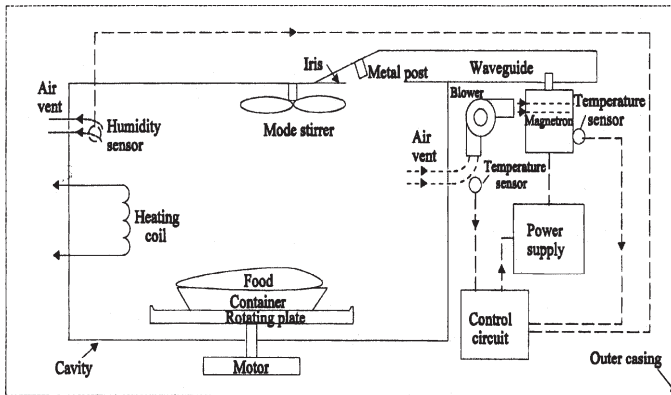 Iris
Metal post
Waveguide
Air
vent
Humidity
sensor
Mode stirrer
Blower
Magnetron
Temperature
sensor
Air
vent
Temperature
sensor
Heating
coil
Power
supply
Food
Container
Rotating plate
Control
circuit
Cavity
Motor
Outer casing